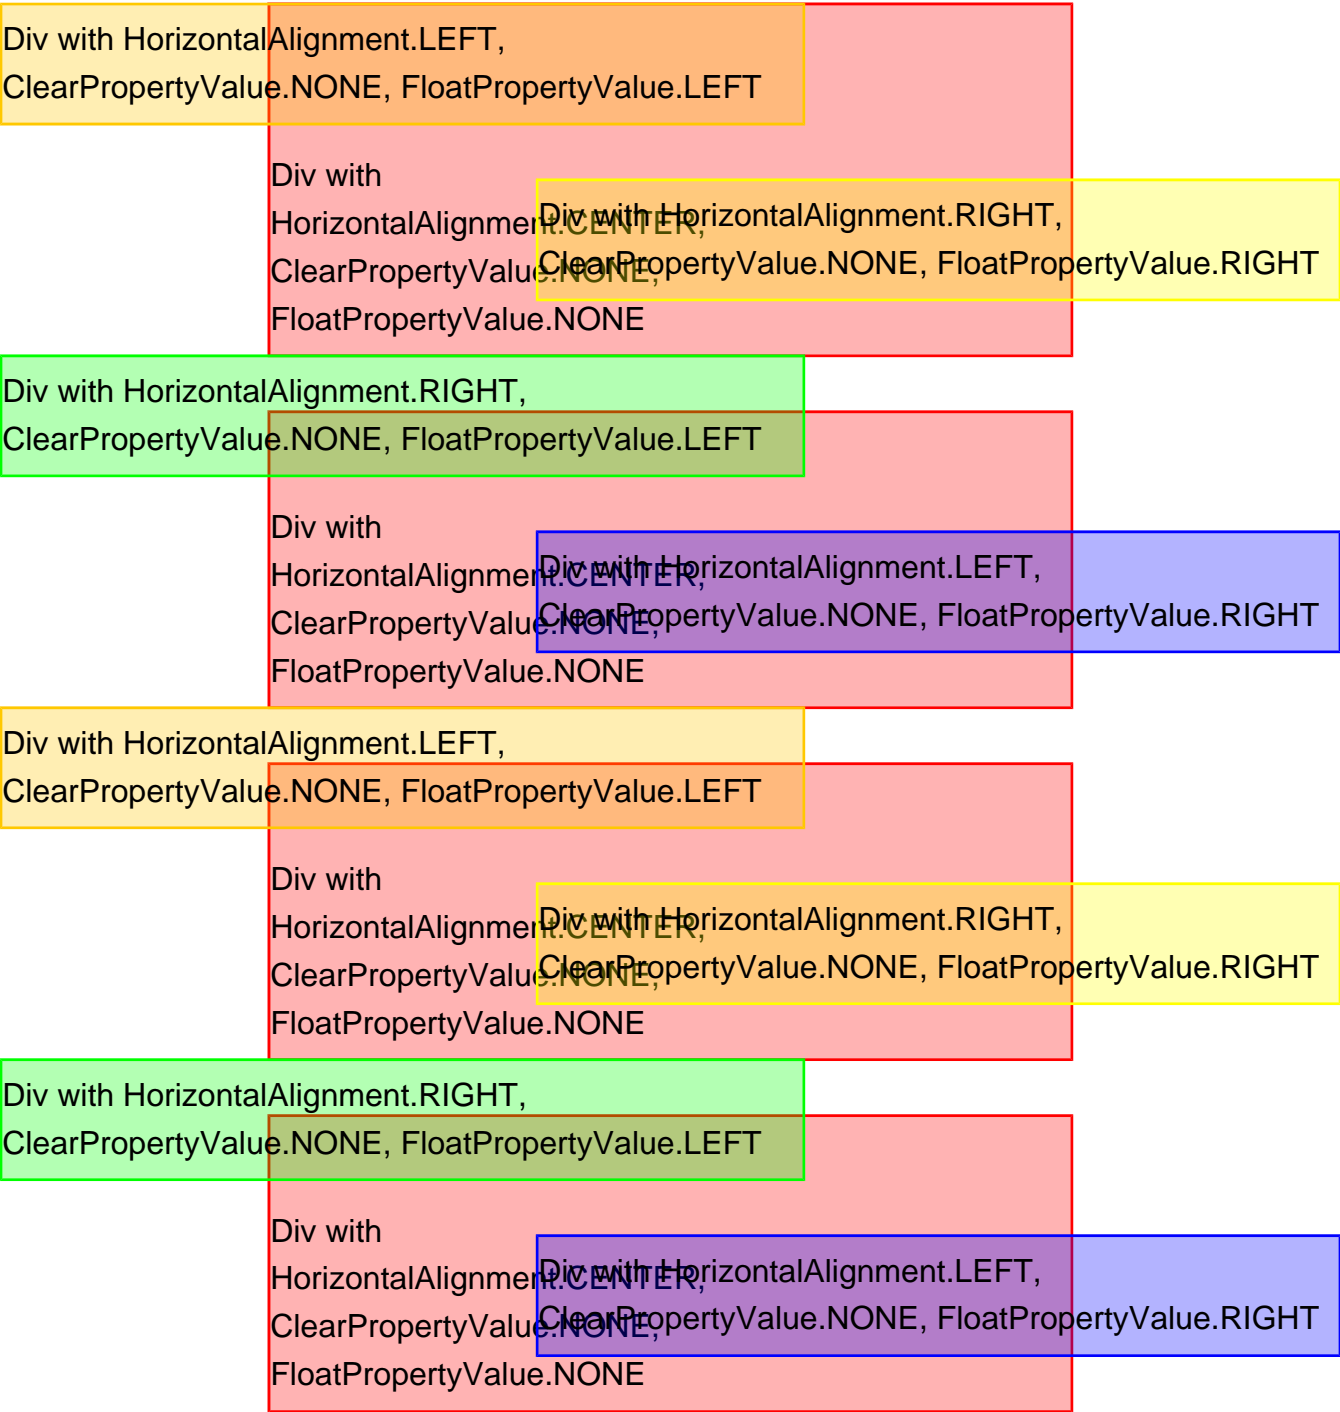 Div with HorizontalAlignment.LEFT,
ClearPropertyValue.NONE, FloatPropertyValue.LEFT
Div with
HorizontalAlignment.CENTER,
ClearPropertyValue.NONE,
FloatPropertyValue.NONE
Div with HorizontalAlignment.RIGHT,
ClearPropertyValue.NONE, FloatPropertyValue.RIGHT
Div with HorizontalAlignment.RIGHT,
ClearPropertyValue.NONE, FloatPropertyValue.LEFT
Div with
HorizontalAlignment.CENTER,
ClearPropertyValue.NONE,
FloatPropertyValue.NONE
Div with HorizontalAlignment.LEFT,
ClearPropertyValue.NONE, FloatPropertyValue.RIGHT
Div with HorizontalAlignment.LEFT,
ClearPropertyValue.NONE, FloatPropertyValue.LEFT
Div with
HorizontalAlignment.CENTER,
ClearPropertyValue.NONE,
FloatPropertyValue.NONE
Div with HorizontalAlignment.RIGHT,
ClearPropertyValue.NONE, FloatPropertyValue.RIGHT
Div with HorizontalAlignment.RIGHT,
ClearPropertyValue.NONE, FloatPropertyValue.LEFT
Div with
HorizontalAlignment.CENTER,
ClearPropertyValue.NONE,
FloatPropertyValue.NONE
Div with HorizontalAlignment.LEFT,
ClearPropertyValue.NONE, FloatPropertyValue.RIGHT